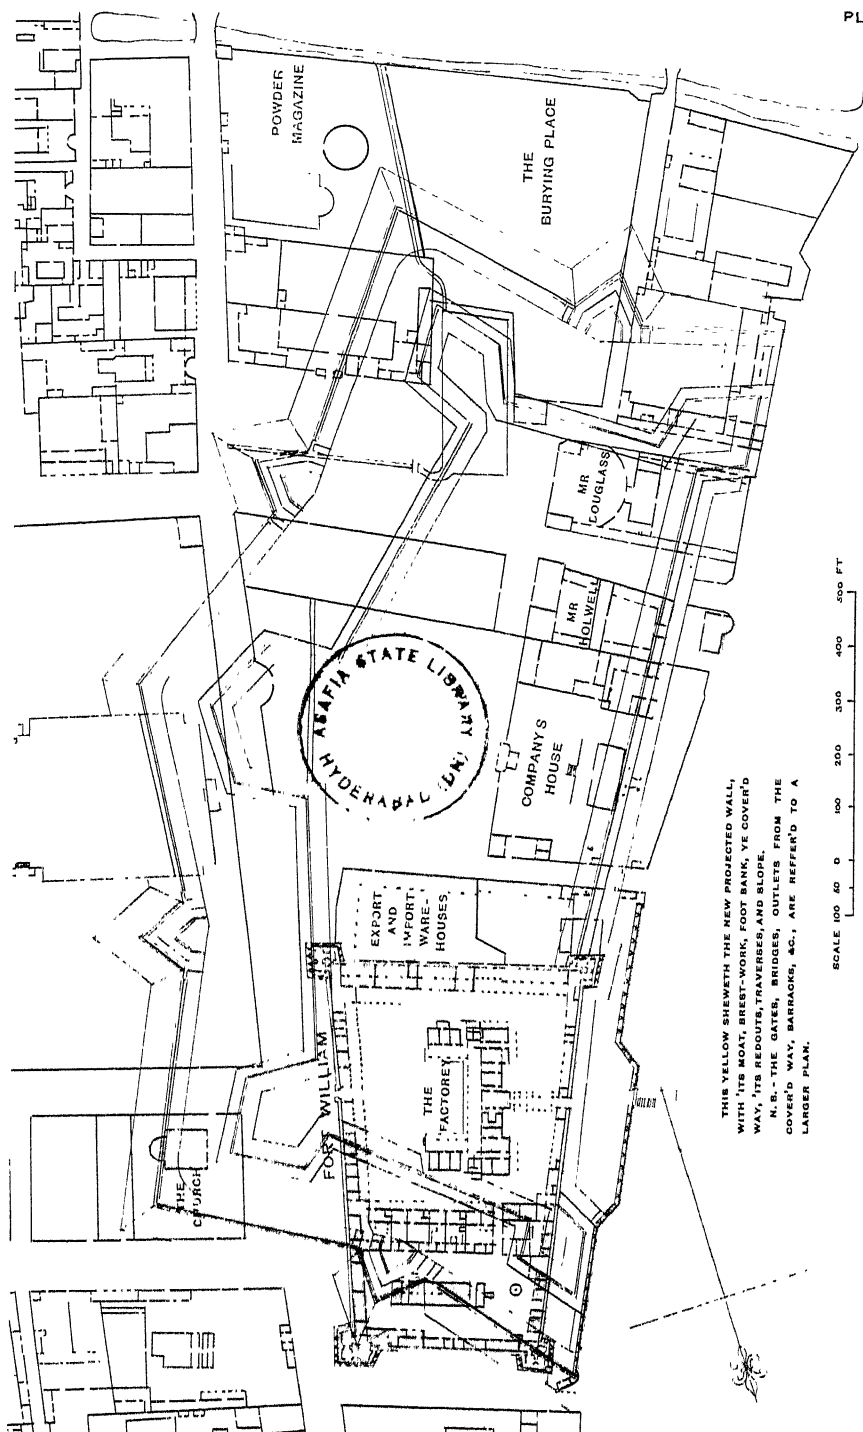 PL
POWDER
MAGAZINE
THE
BURYING PLACE
MR
DOUGLASS
MR
HOLWELL
COMPANYS
HOUSE
EXPORT
AND
IMPORT
WARE-
HOUSES
FORT WILLIAM
THE
FACTOREY
THE
CHURCH
ASAFIA STATE LIBRARY
HYDERABAD (DN)
THIS YELLOW SHEWETH THE NEW PROJECTED WALL,
WITH 'ITS MOAT, BREST-WORK, FOOT BANK, YE COVER'D
WAY, 'ITS REDOUTS, TRAVERSES, AND SLOPE.
N. B. - THE GATES, BRIDGES, OUTLETS FROM THE
COVER'D WAY, BARRACKS, &C., ARE REFFER'D TO A
LARGER PLAN.
SCALE 100 50 0 100 200 300 400 500 FT